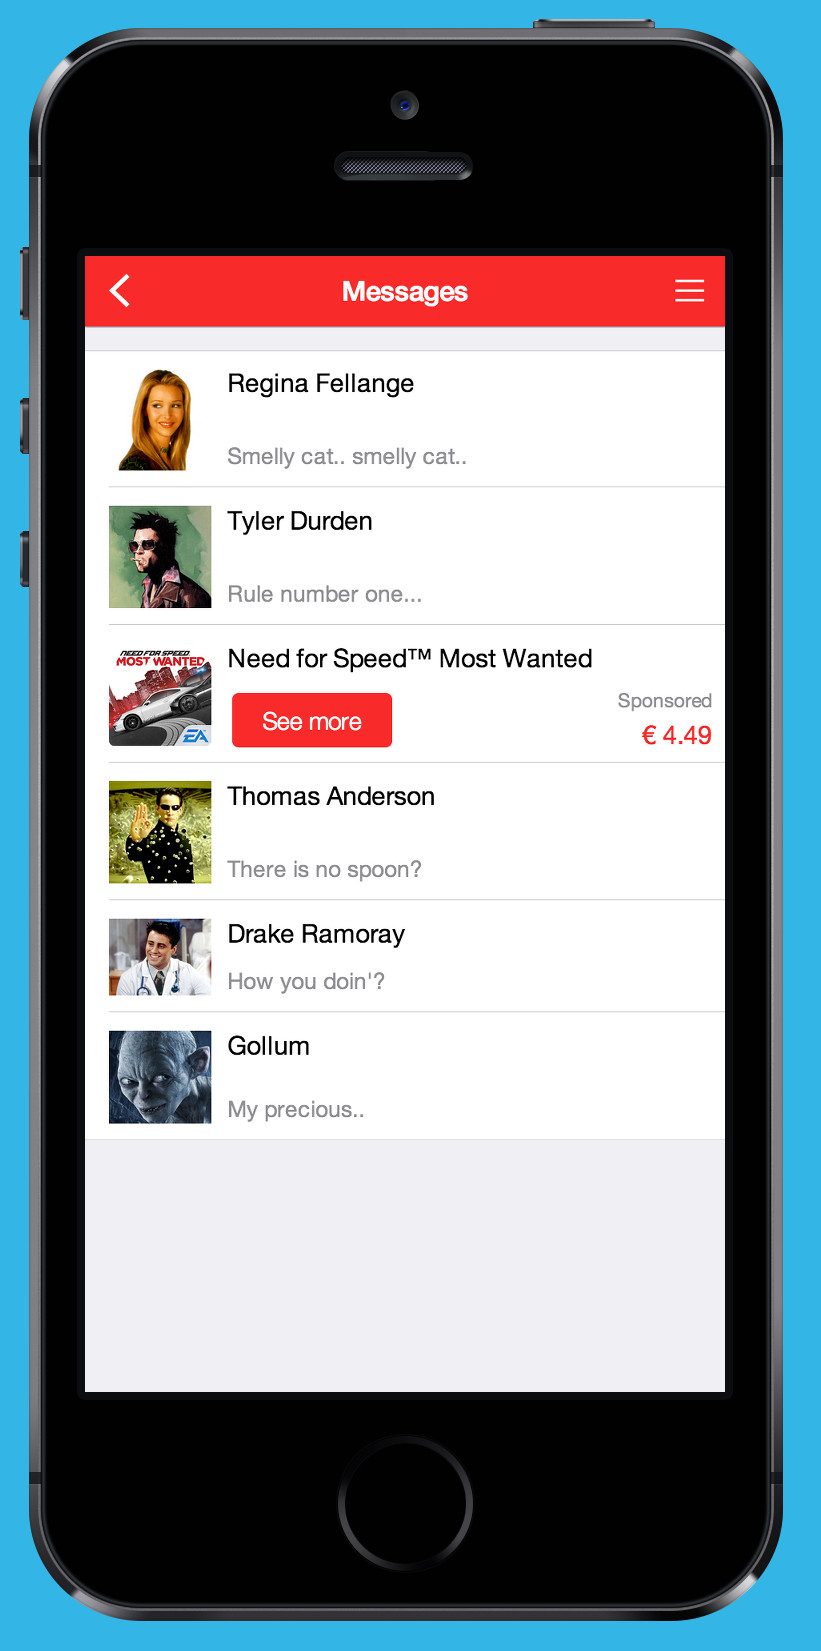 Messages
Regina Fellange
Smelly cat.. smelly cat..
Tyler Durden
Rule number one...
NEED FOR SPEED
MOST WANTED
Need for Speed™ Most Wanted
See more
Sponsored
€ 4.49
EA
Thomas Anderson
There is no spoon?
Drake Ramoray
How you doin'?
Gollum
My precious..